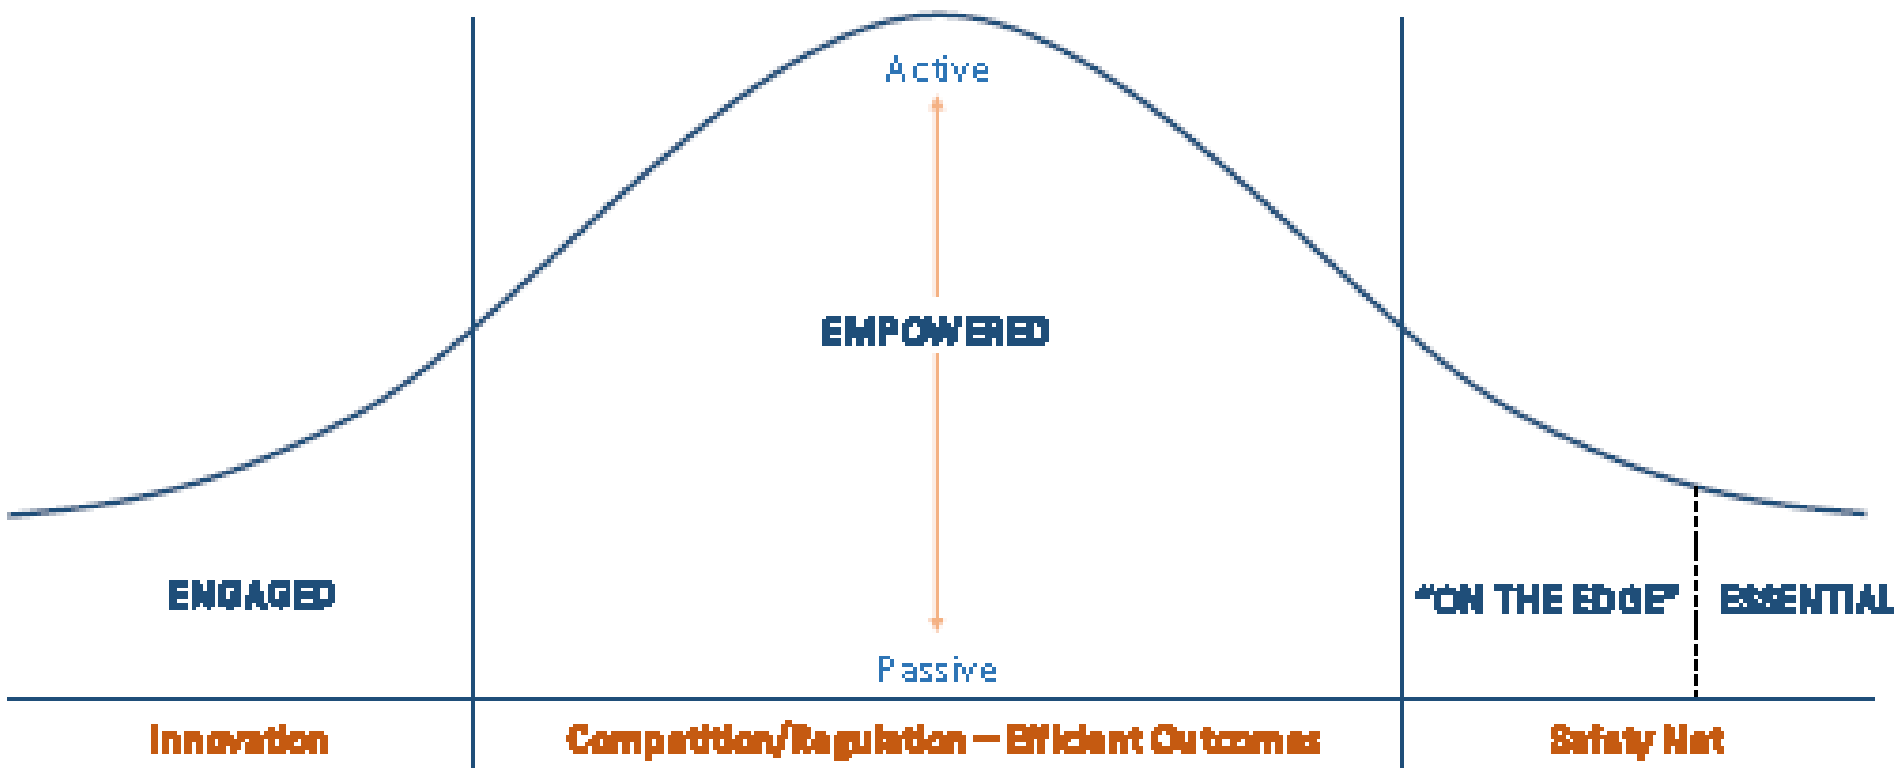 Active
EMPOWERED
ENGAGED
“ON THE EDGE” ESSENTIAL
Passive
Innovation Competition/Regulation – Efficient Outcomes Safety Net